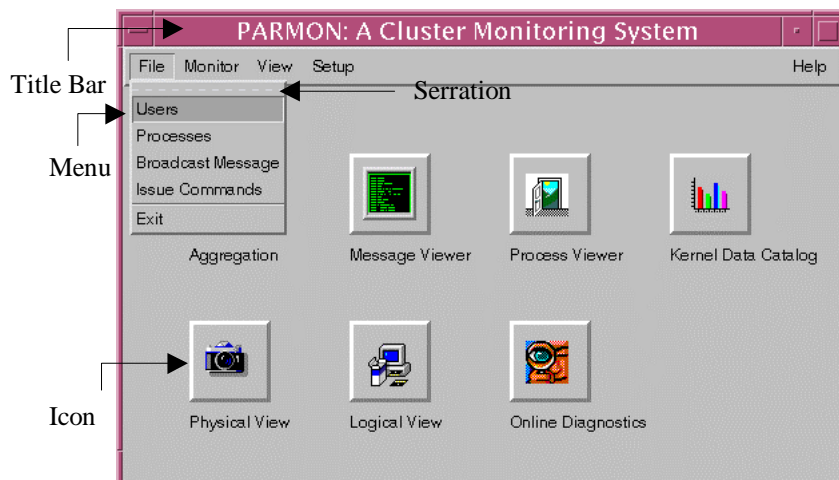 PARMON: A Cluster Monitoring System
Title Bar
File Monitor View Setup Help
Serration
Users
Menu
Processes
Broadcast Message
Issue Commands
Exit
Aggregation Message Viewer Process Viewer Kernel Data Catalog
Icon
Physical View Logical View Online Diagnostics